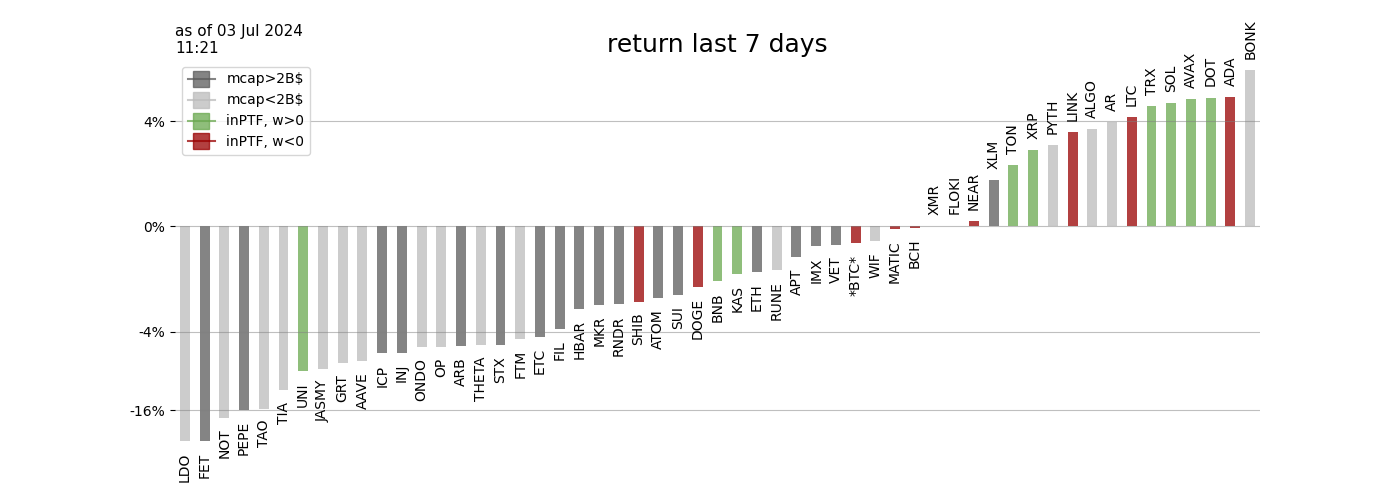 as of 03 Jul 2024
11:21
return last 7 days
mcap>2B$
mcap<2B$
inPTF, w>0
inPTF, w<0
4%
0%
-4%
-16%
LDO
FET
NOT
PEPE
TAO
TIA
UNI
JASMY
GRT
AAVE
ICP
INJ
ONDO
OP
ARB
THETA
STX
FTM
ETC
FIL
HBAR
MKR
RNDR
SHIB
ATOM
SUI
DOGE
BNB
KAS
ETH
RUNE
APT
IMX
VET
*BTC*
WIF
MATIC
BCH
XMR
FLOKI
NEAR
XLM
TON
XRP
PYTH
LINK
ALGO
AR
LTC
TRX
SOL
AVAX
DOT
ADA
BONK